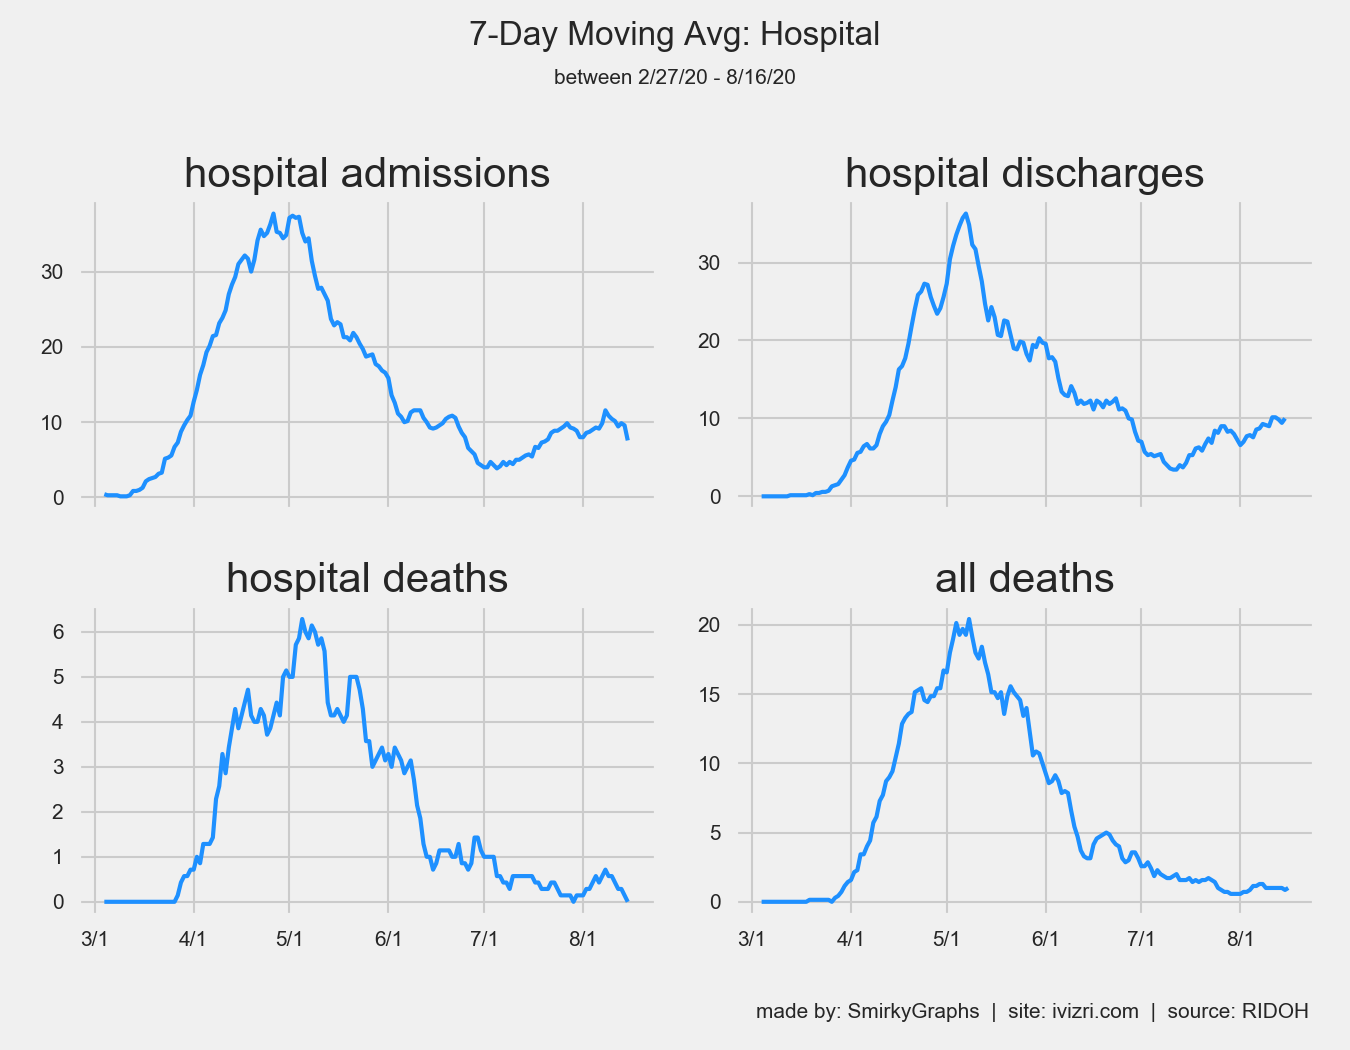 7-Day Moving Avg: Hospital
between 2/27/20 - 8/16/20
hospital admissions
30
20
10
0
hospital discharges
30
20
10
0
hospital deaths
6
5
4
3
2
1
0
3/1 4/1 5/1 6/1 7/1 8/1
all deaths
20
15
10
5
0
3/1 4/1 5/1 6/1 7/1 8/1
made by: SmirkyGraphs | site: ivizri.com | source: RIDOH